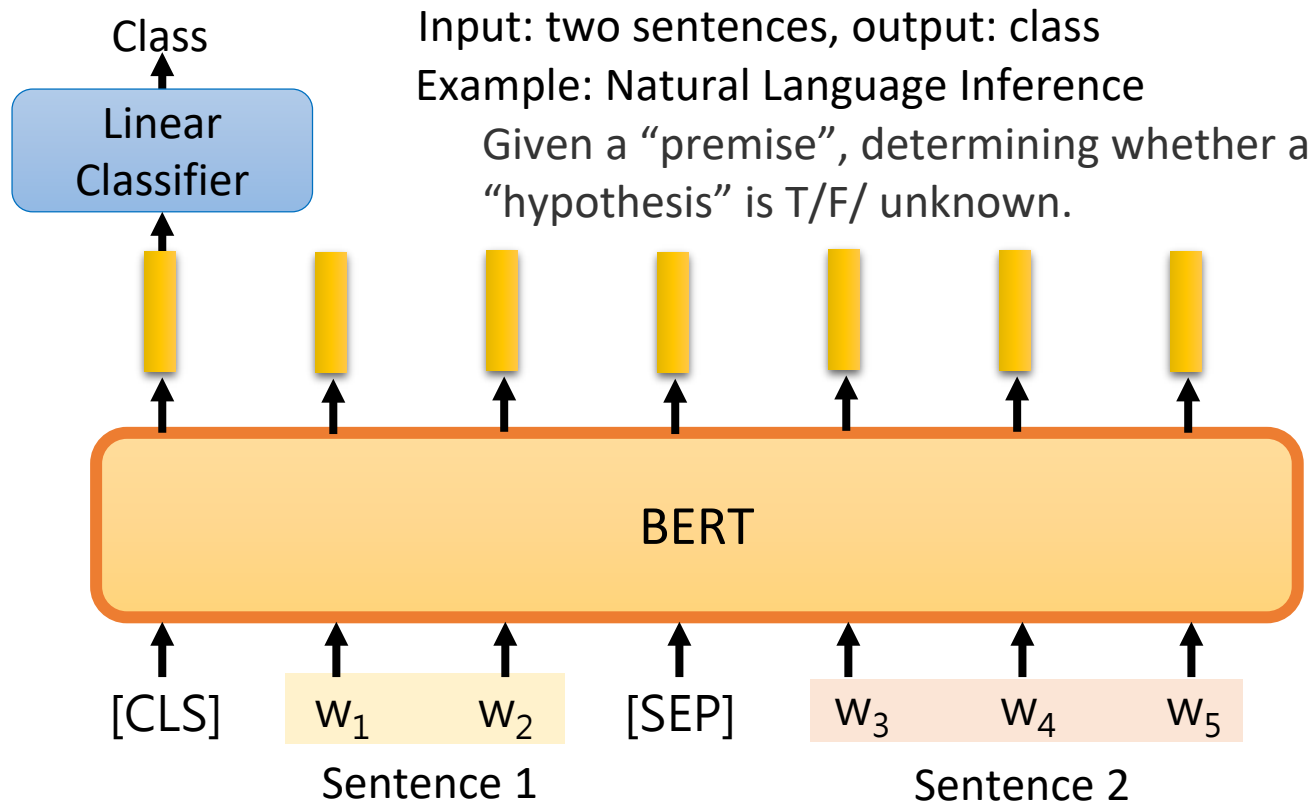 Class
Linear
Classifier
Input: two sentences, output: class
Example: Natural Language Inference
Given a “premise”, determining whether a
“hypothesis” is T/F/ unknown.
BERT
[CLS] w₁ w₂ [SEP] w₃ w₄ w₅
Sentence 1 Sentence 2